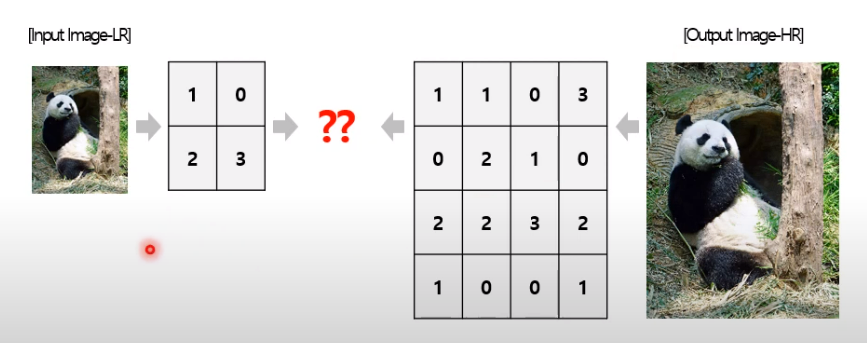 [Input Image-LR]
[Output Image-HR]
1 0
2 3
??
1 1 0 3
0 2 1 0
2 2 3 2
1 0 0 1